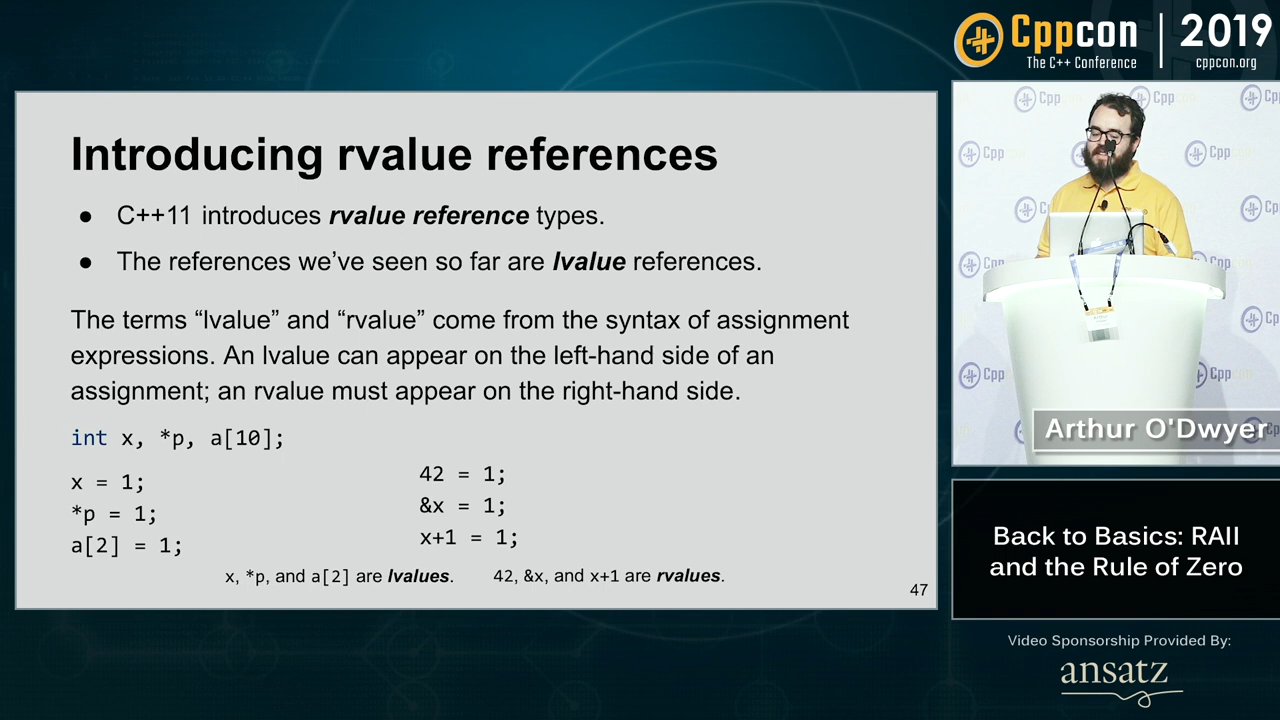 Cppcon
The C++ Conference
2019
cppcon.org
Introducing rvalue references
● C++11 introduces rvalue reference types.
● The references we've seen so far are lvalue references.
The terms “lvalue” and “rvalue” come from the syntax of assignment
expressions. An lvalue can appear on the left-hand side of an
assignment; an rvalue must appear on the right-hand side.
int x, *p, a[10];
x = 1;
*p = 1;
a[2] = 1;
42 = 1;
&x = 1;
x+1 = 1;
x, *p, and a[2] are lvalues.
42, &x, and x+1 are rvalues.
47
Arthur O'Dwyer
Back to Basics: RAII
and the Rule of Zero
Video Sponsorship Provided By:
ansatz